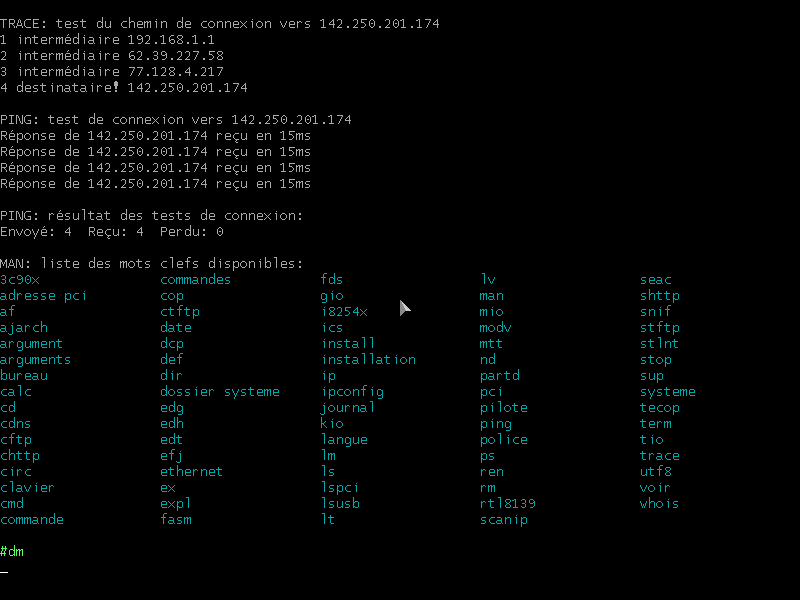 TRACE: test du chemin de connexion vers 142.250.201.174
1 intermédiaire 192.168.1.1
2 intermédiaire 62.39.227.58
3 intermédiaire 77.128.4.217
4 destinataire! 142.250.201.174
PING: test de connexion vers 142.250.201.174
Réponse de 142.250.201.174 reçu en 15ms
Réponse de 142.250.201.174 reçu en 15ms
Réponse de 142.250.201.174 reçu en 15ms
Réponse de 142.250.201.174 reçu en 15ms
PING: résultat des tests de connexion:
Envoyé: 4  Reçu: 4  Perdu: 0
MAN: liste des mots clefs disponibles:
3c90x commandes fds lv seac
adresse pci cop gio man shttp
af ctftp i8254x mio snif
ajarch date ics modv stftp
argument dcp install mtt stlnt
arguments def installation nd stop
bureau dir ip partd sup
calc dossier systeme ipconfig pci systeme
cd edg journal pilote tecop
cdns edh kio ping term
cftp edt langue police tio
chttp efj lm ps trace
circ ethernet ls ren utf8
clavier ex lspci rm voir
cmd expl lsusb rtl8139 whois
commande fasm lt scanip
#dm
_